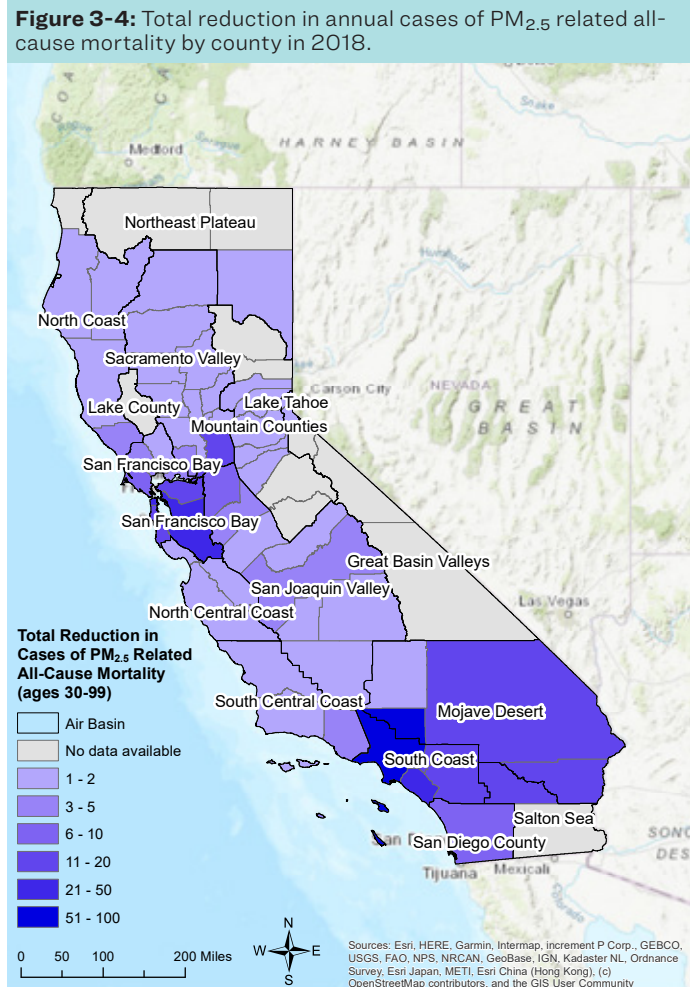 Figure 3-4: Total reduction in annual cases of PM2.5 related all-
cause mortality by county in 2018.
Snake
Rogue
Sprague
Medford
HARNEY BASIN
Northeast Plateau
Humboldt
North Coast
Sacramento Valley
Carson City
NEVADA
Lake Tahoe
GREAT
BASIN
Lake County
Mountain Counties
San Francisco Bay
San Francisco Bay
Great Basin Valleys
San Joaquin Valley
Las Vegas
North Central Coast
Total Reduction in
Cases of PM2.5 Related
All-Cause Mortality
(ages 30-99)
Air Basin
No data available
1 - 2
3 - 5
6 - 10
11 - 20
21 - 50
51 - 100
South Central Coast
Mojave Desert
South Coast
Salton Sea
San Diego County
Tijuana
Mexicali
Colorado
SONO
DES
N
W
E
S
0 50 100 200 Miles
Sources: Esri, HERE, Garmin, Intermap, increment P Corp., GEBCO,
USGS, FAO, NPS, NRCAN, GeoBase, IGN, Kadaster NL, Ordnance
Survey, Esri Japan, METI, Esri China (Hong Kong), (c)
OpenStreetMap contributors, and the GIS User Community